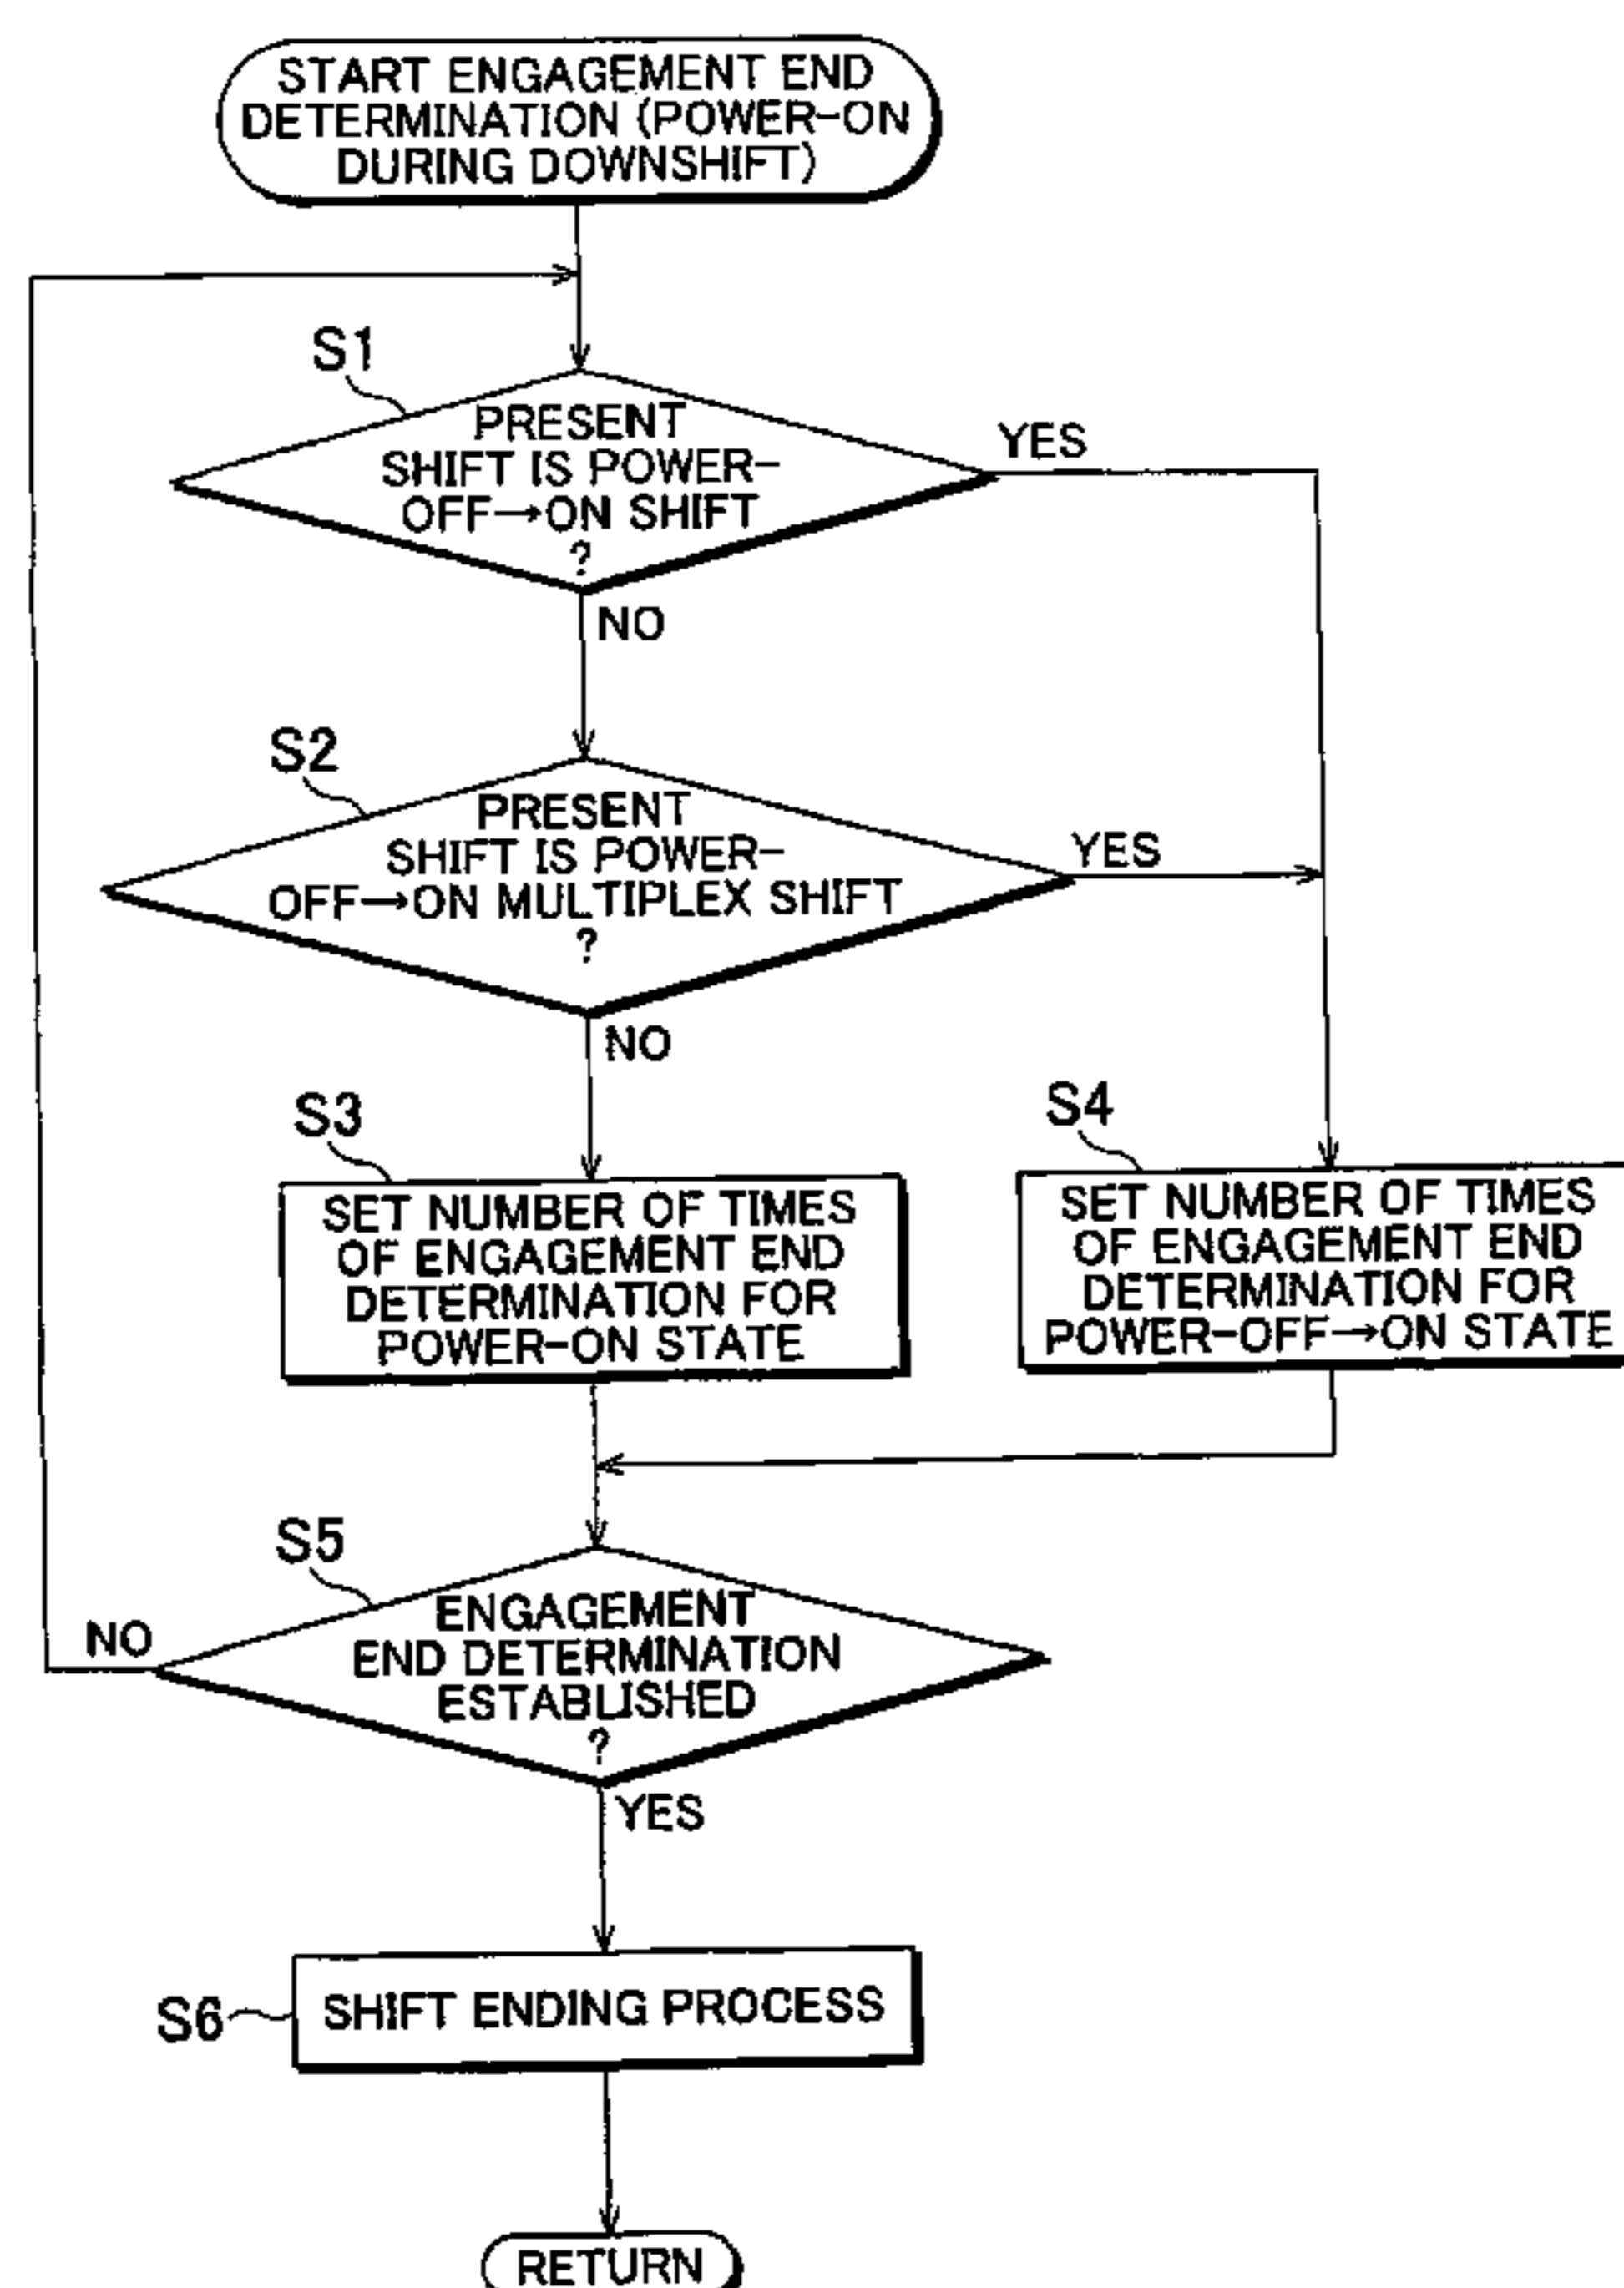 START ENGAGEMENT END
DETERMINATION (POWER-ON
DURING DOWNSHIFT)
S1
PRESENT
SHIFT IS POWER-
OFF→ON SHIFT
?
YES
NO
S2
PRESENT
SHIFT IS POWER-
OFF→ON MULTIPLEX SHIFT
?
YES
NO
S3
SET NUMBER OF TIMES
OF ENGAGEMENT END
DETERMINATION FOR
POWER-ON STATE
S4
SET NUMBER OF TIMES
OF ENGAGEMENT END
DETERMINATION FOR
POWER-OFF→ON STATE
S5
ENGAGEMENT
END DETERMINATION
ESTABLISHED
?
NO
YES
S6
SHIFT ENDING PROCESS
RETURN